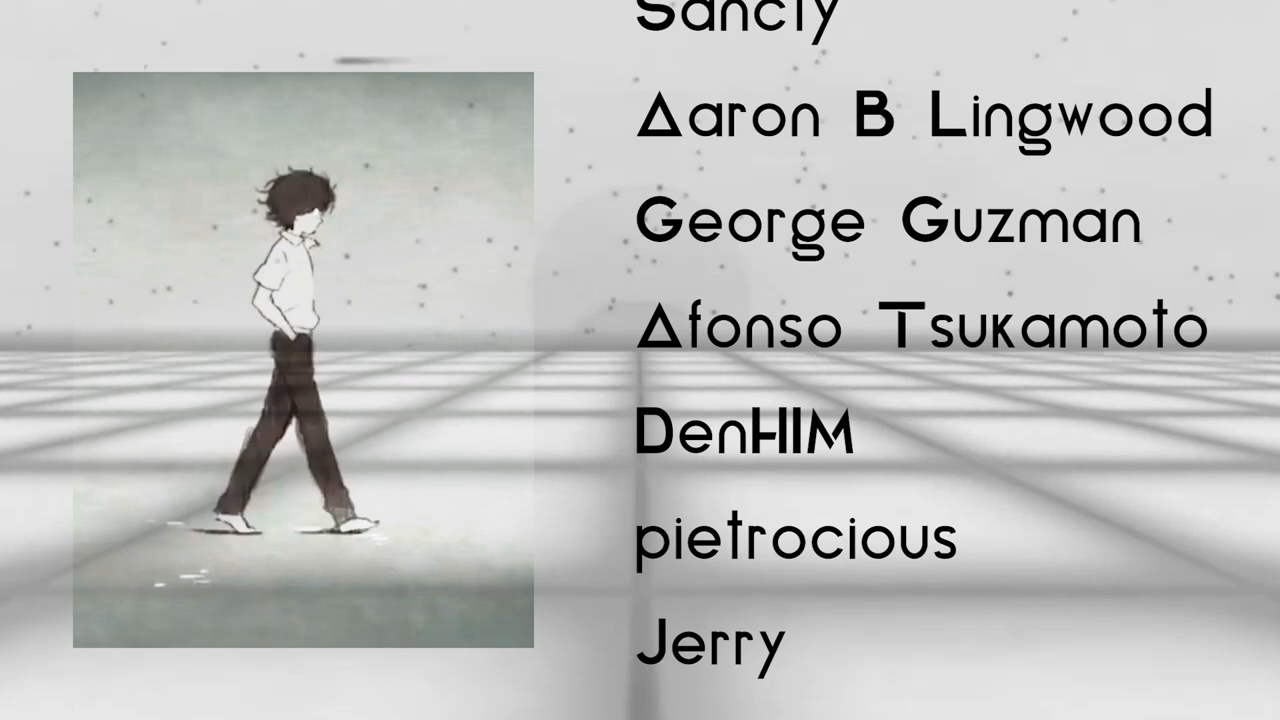 Aaron B Lingwood
George Guzman
Afonso Tsukamoto
DenHIM
pietrocious
Jerry